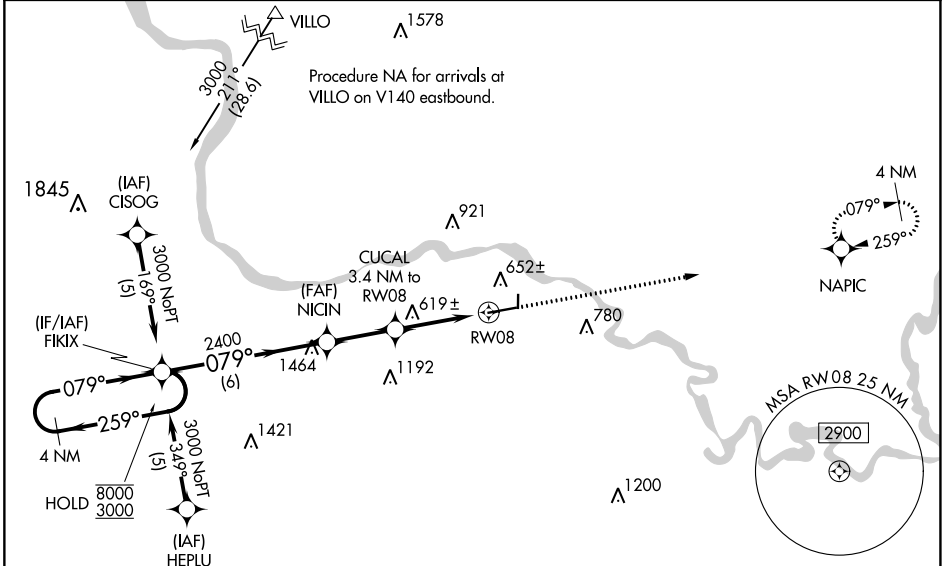 VILLO
1578
3000
211°
(28.6)
Procedure NA for arrivals at
VILLO on V140 eastbound.
1845
(IAF)
CISOG
4 NM
079°
259°
NAPIC
921
3000 NoPT
169°
(5)
CUCAL
3.4 NM to
RW08
652±
(FAF)
NICIN
619±
780
RW08
(IF/IAF)
FIKIX
2400
079°
(6)
1464
1192
079°
259°
4 NM
1421
HOLD
8000
3000
3000 NoPT
349°
(5)
(IAF)
HEPLU
1200
MSA RW08 25 NM
2900